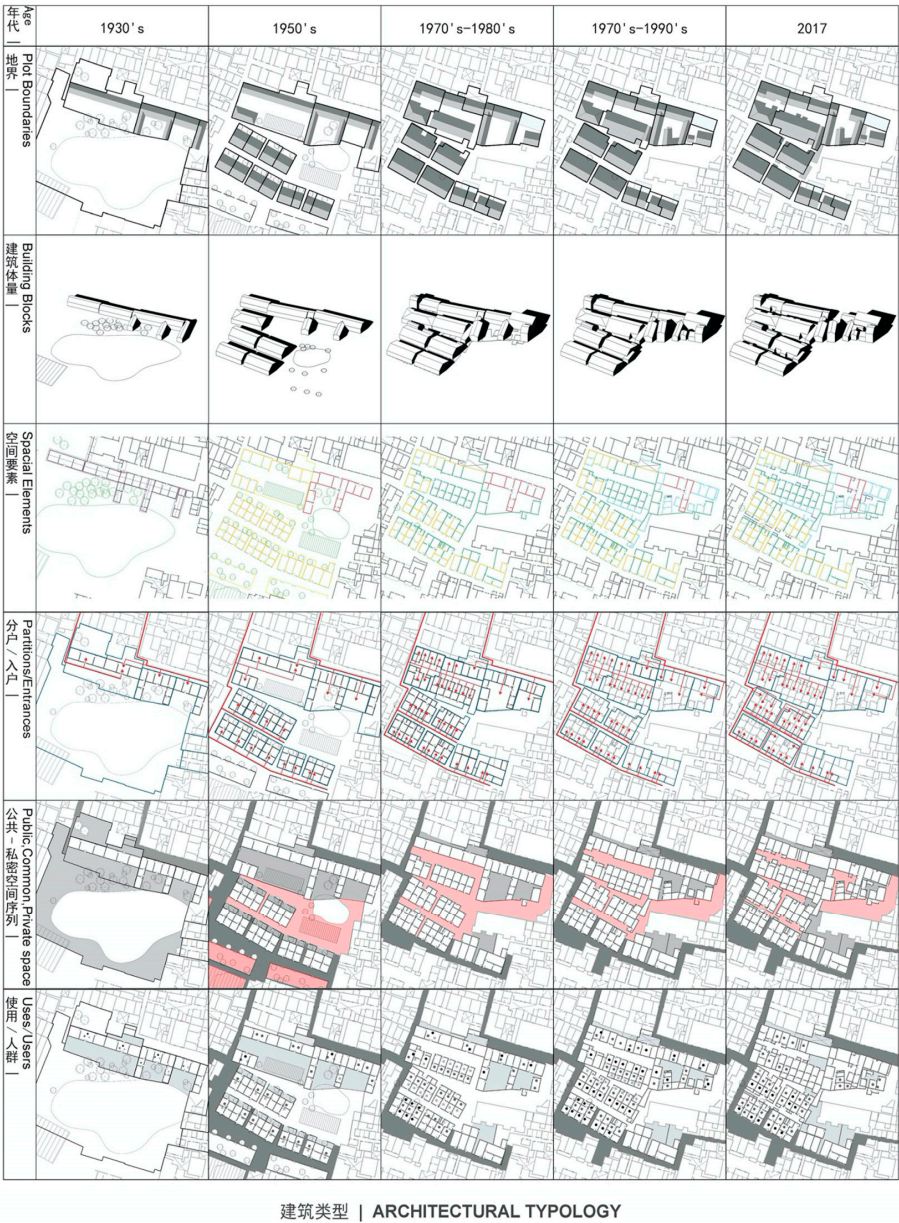 Age
年代
1930's
1950's
1970's-1980's
1970's-1990's
2017
Plot Boundaries
地界
Building Blocks
建筑体量
Spacial Elements
空间要素
Partitions/Entrances
分户/入户
Public,Common,Private space
公共-私密空间序列
Uses/Users
使用/人群
建筑类型 | ARCHITECTURAL TYPOLOGY